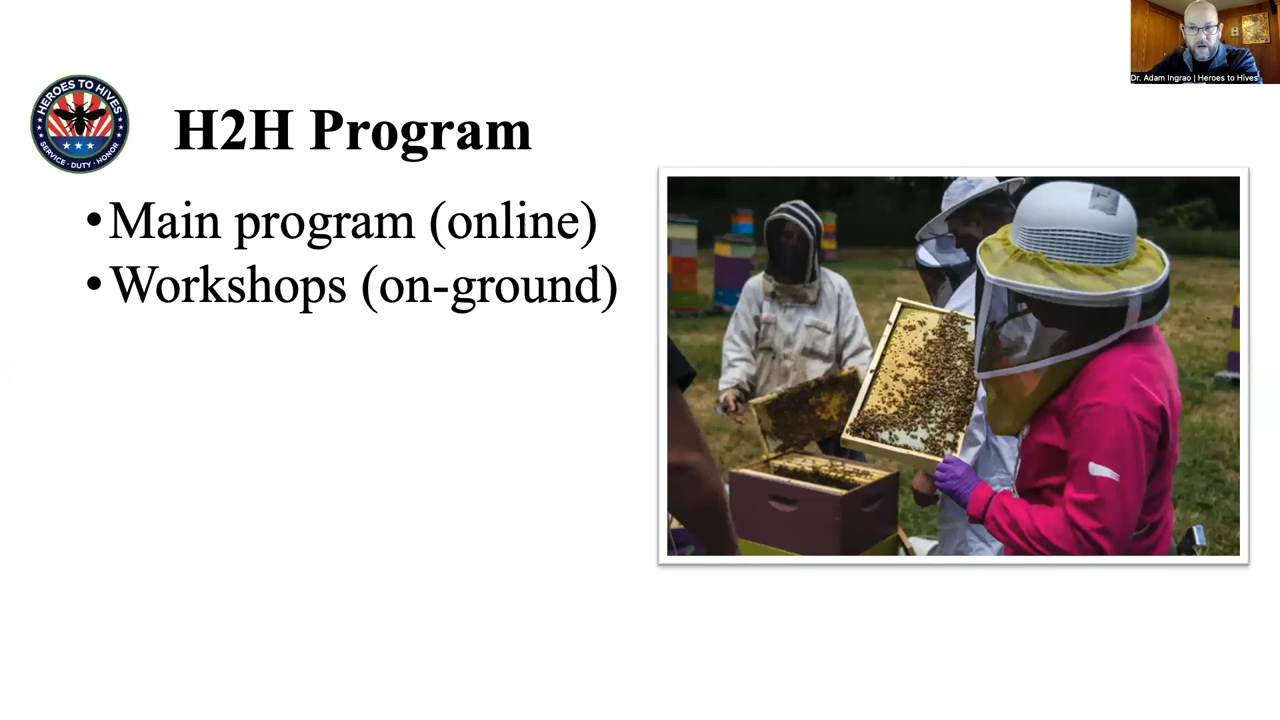 Dr. Adam Ingrao | Heroes to Hives
HEROES TO HIVES
SERVICE · DUTY · HONOR
H2H Program
• Main program (online)
• Workshops (on-ground)